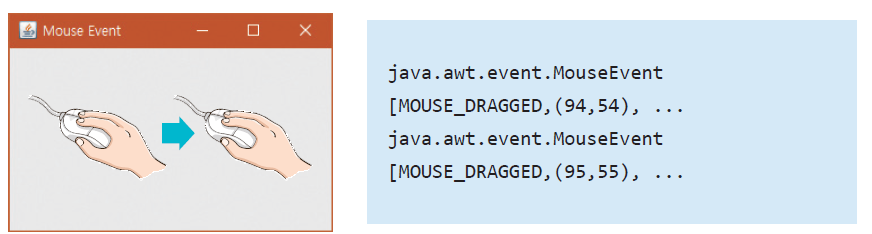 Mouse Event
java.awt.event.MouseEvent
[MOUSE_DRAGGED,(94,54), ...
java.awt.event.MouseEvent
[MOUSE_DRAGGED,(95,55), ...